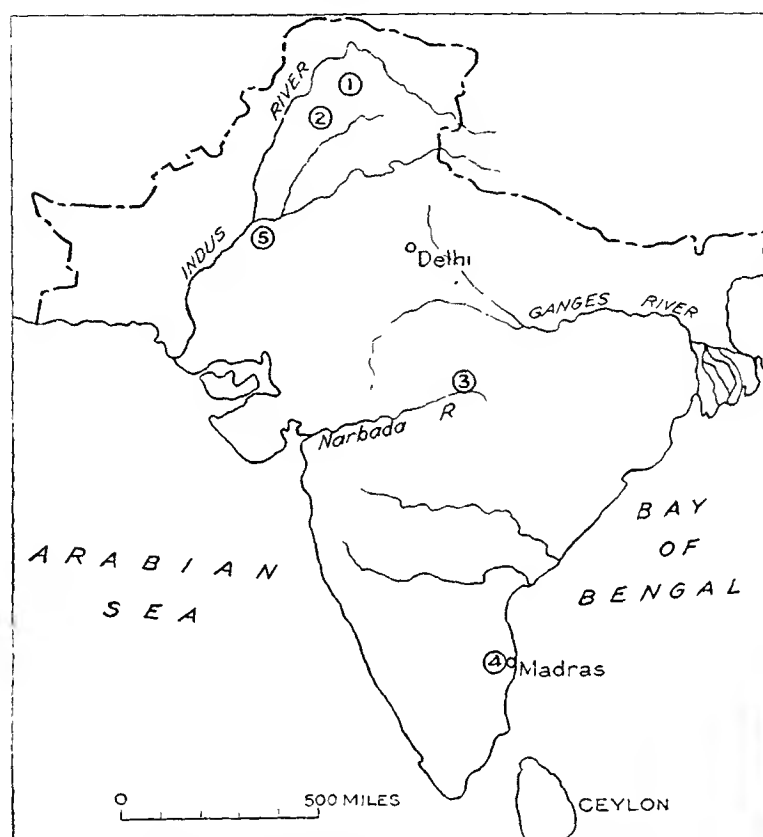 ①
RIVER
②
INDUS
⑤
Delhi
GANGES RIVER
③
Narbada R
ARABIAN
SEA
BAY
OF
BENGAL
④
Madras
0 500 MILES
CEYLON